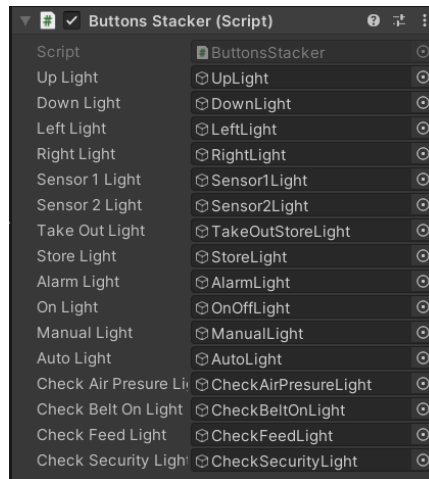 Buttons Stacker (Script)
Script ButtonsStacker
Up Light UpLight
Down Light DownLight
Left Light LeftLight
Right Light RightLight
Sensor 1 Light Sensor1Light
Sensor 2 Light Sensor2Light
Take Out Light TakeOutStoreLight
Store Light StoreLight
Alarm Light AlarmLight
On Light OnOffLight
Manual Light ManualLight
Auto Light AutoLight
Check Air Presure Li CheckAirPresureLight
Check Belt On Light CheckBeltOnLight
Check Feed Light CheckFeedLight
Check Security Ligh CheckSecurityLight